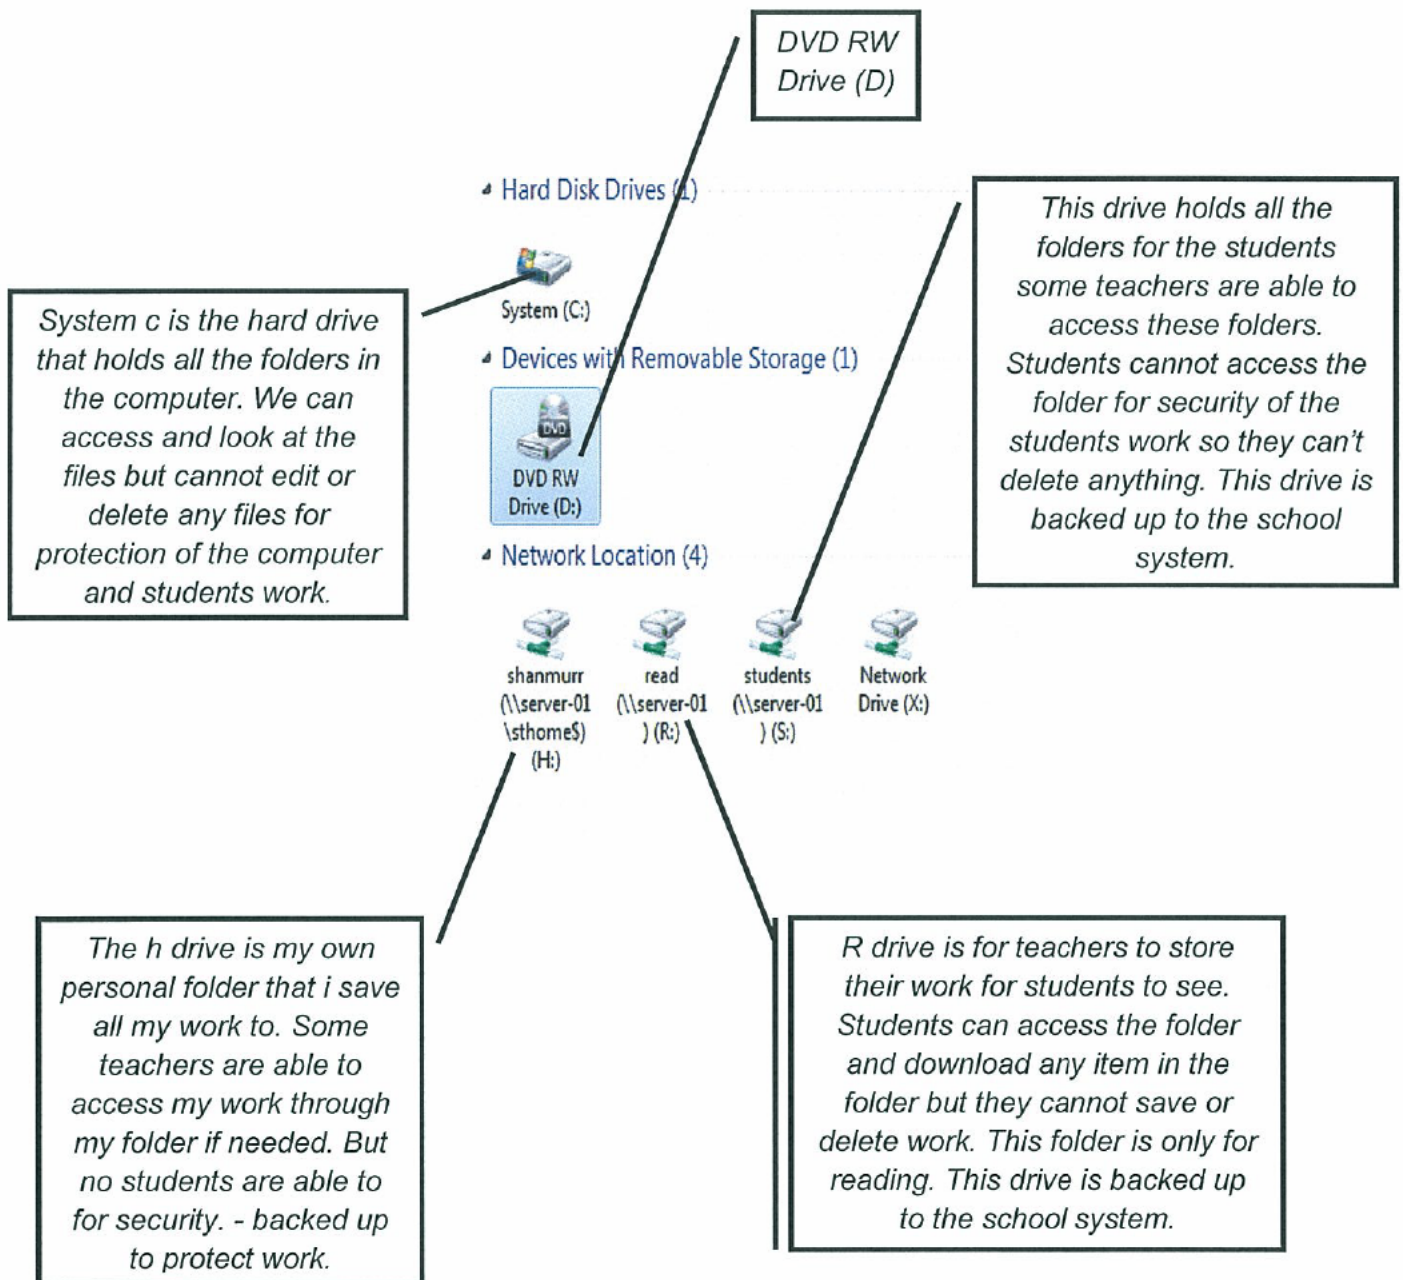 DVD RW
Drive (D)
Hard Disk Drives (1)
System (C:)
Devices with Removable Storage (1)
DVD
DVD RW
Drive (D:)
Network Location (4)
shanmurr
(\\server-01
\sthome$)
(H:)
read
(\\server-01
) (R:)
students
(\\server-01
) (S:)
Network
Drive (X:)
System c is the hard drive
that holds all the folders in
the computer. We can
access and look at the
files but cannot edit or
delete any files for
protection of the computer
and students work.
This drive holds all the
folders for the students
some teachers are able to
access these folders.
Students cannot access the
folder for security of the
students work so they can't
delete anything. This drive is
backed up to the school
system.
The h drive is my own
personal folder that i save
all my work to. Some
teachers are able to
access my work through
my folder if needed. But
no students are able to
for security. - backed up
to protect work.
R drive is for teachers to store
their work for students to see.
Students can access the folder
and download any item in the
folder but they cannot save or
delete work. This folder is only for
reading. This drive is backed up
to the school system.